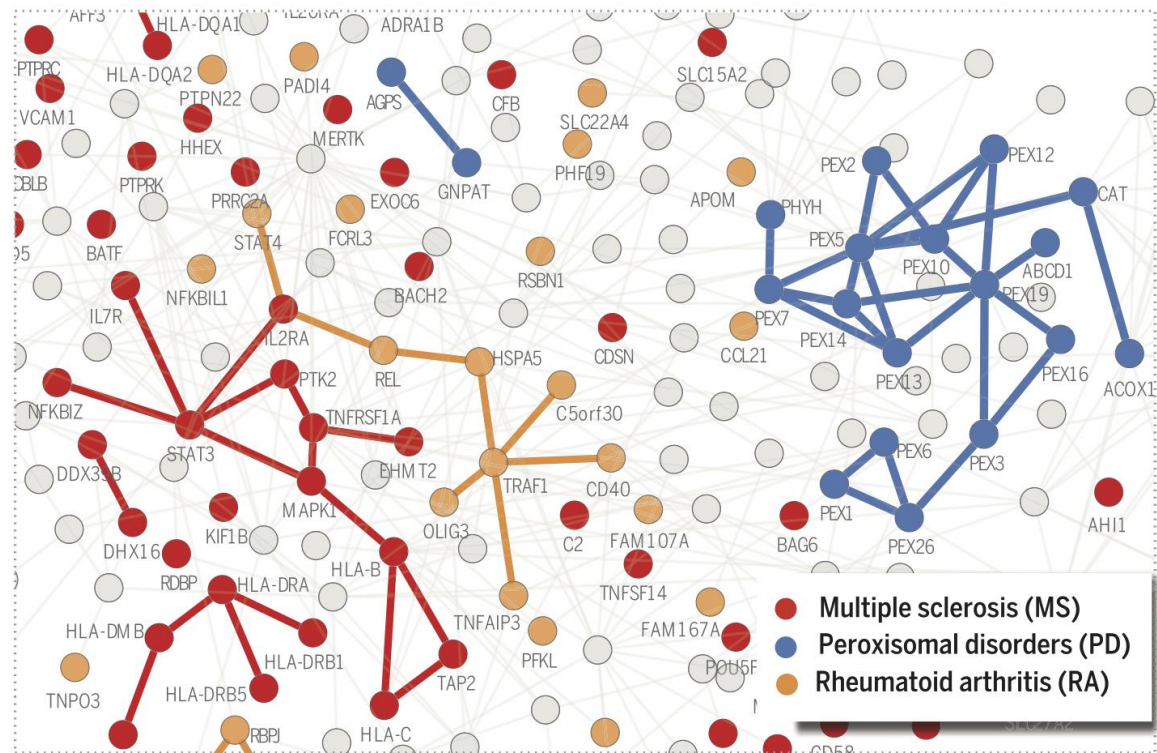 AFF3
HLA-DQA1
ADRA1B
PTPRC
HLA-DQA2
PTPN22
PADI4
AGPS
CFB
SLC15A2
VCAM1
HHEX
MERTK
SLC22A4
PTPRK
PRRC2A
EXOC6
GNPAT
PHF19
APOM
PEX2
PEX12
PHYH
CAT
BATF
STAT4
FCRL3
PEX5
PEX10
ABCD1
NFKBIL1
BACH2
RSBN1
PEX19
IL7R
IL2RA
REL
HSPA5
CDSN
CCL21
PEX7
PEX14
PEX13
PEX16
ACOX1
NFKBIZ
PTK2
TNFRSF1A
C5orf30
STAT3
EHMT2
DDX39B
MAPK1
TRAF1
CD40
PEX6
PEX3
OLIG3
PEX1
AHI1
DHX16
KIF1B
C2
FAM107A
BAG6
PEX26
RDBP
HLA-DRA
HLA-B
TNFSF14
TNFAIP3
HLA-DMB
HLA-DRB1
FAM167A
PFKL
TNPO3
HLA-DRB5
TAP2
RBPJ
HLA-C
Multiple sclerosis (MS)
Peroxisomal disorders (PD)
Rheumatoid arthritis (RA)
SLC27A2
CD58